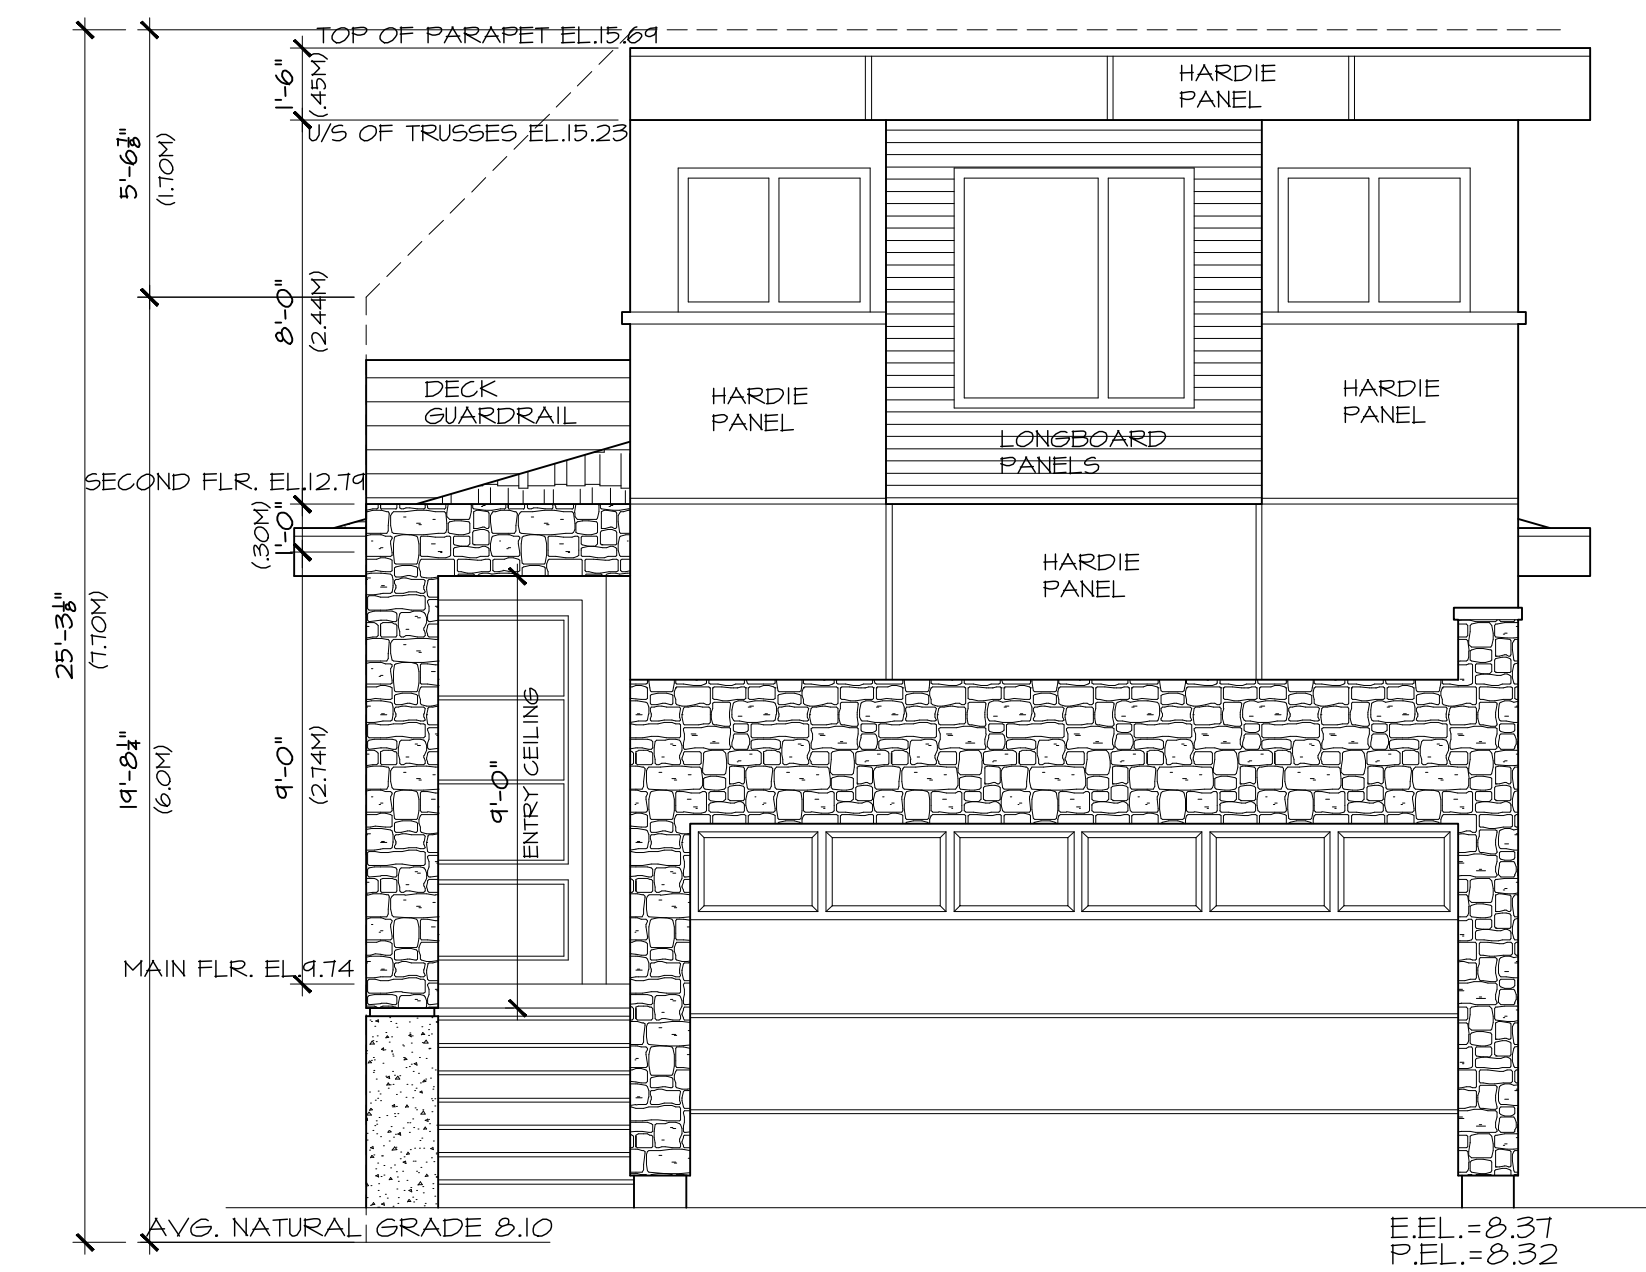 TOP OF PARAPET EL.15.69
1'-6"
(.45M)
HARDIE
PANEL
U/S OF TRUSSES EL.15.23
5'-6⅞"
(1.70M)
8'-0"
(2.44M)
DECK
GUARDRAIL
HARDIE
PANEL
LONGBOARD
PANELS
HARDIE
PANEL
SECOND FLR. EL.12.79
1'-0"
(.30M)
HARDIE
PANEL
25'-3⅛"
(7.70M)
19'-8¼"
(6.0M)
9'-0"
(2.74M)
9'-0"
ENTRY CEILING
MAIN FLR. EL.9.74
AVG. NATURAL GRADE 8.10
E.EL.=8.37
P.EL.=8.32